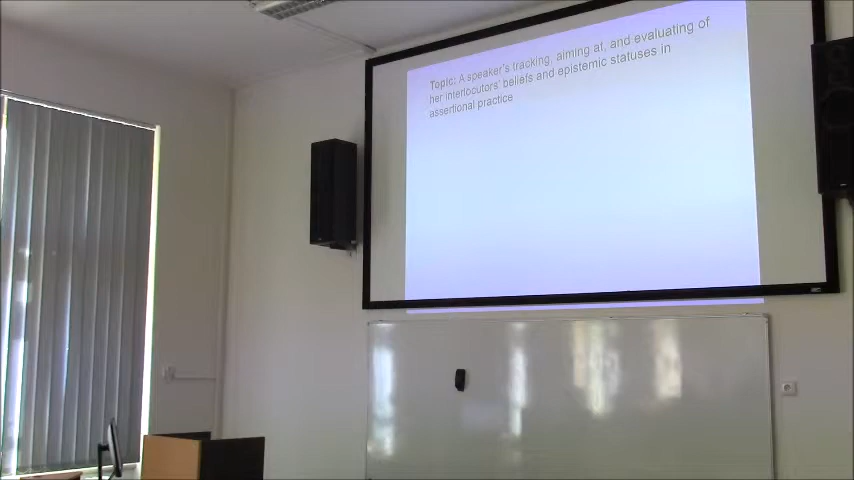 Topic: A speaker's tracking, aiming at, and evaluating of
her interlocutors' beliefs and epistemic statuses in
assertional practice